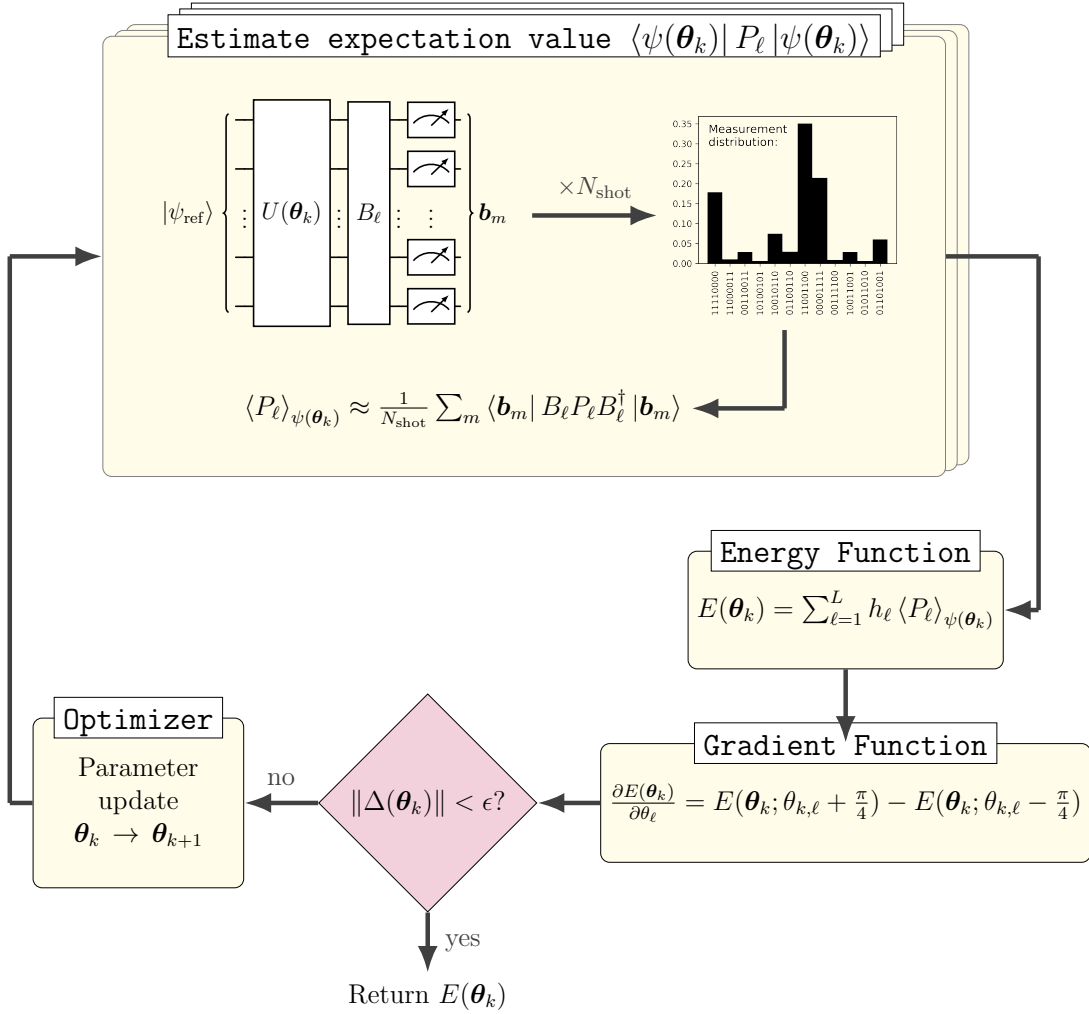 Estimate expectation value ⟨ψ(θ_k)| P_ℓ |ψ(θ_k)⟩
|ψ_ref⟩
U(θ_k)
B_ℓ
b_m
×N_shot
Measurement
distribution:
0.35
0.30
0.25
0.20
0.15
0.10
0.05
0.00
11110000
11000011
00110011
10100101
10010110
01100110
11001100
00001111
00111100
10011001
01011010
01101001
⟨P_ℓ⟩_ψ(θ_k) ≈ 1/N_shot ∑_m ⟨b_m| B_ℓ P_ℓ B_ℓ^† |b_m⟩
Energy Function
E(θ_k) = ∑_{ℓ=1}^{L} h_ℓ ⟨P_ℓ⟩_ψ(θ_k)
Gradient Function
∂E(θ_k)/∂θ_ℓ = E(θ_k; θ_{k,ℓ} + π/4) − E(θ_k; θ_{k,ℓ} − π/4)
‖Δ(θ_k)‖ < ϵ?
no
yes
Optimizer
Parameter
update
θ_k → θ_{k+1}
Return E(θ_k)